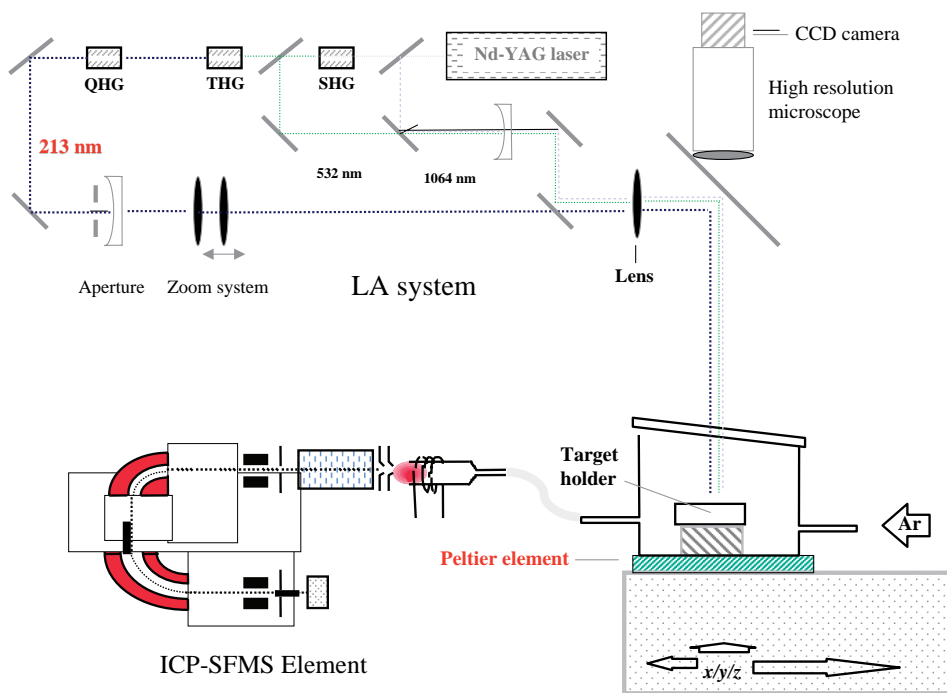 Nd-YAG laser
CCD camera
QHG
THG
SHG
High resolution
microscope
213 nm
532 nm
1064 nm
Aperture
Zoom system
LA system
Lens
Target
holder
Ar
Peltier element
ICP-SFMS Element
x/y/z